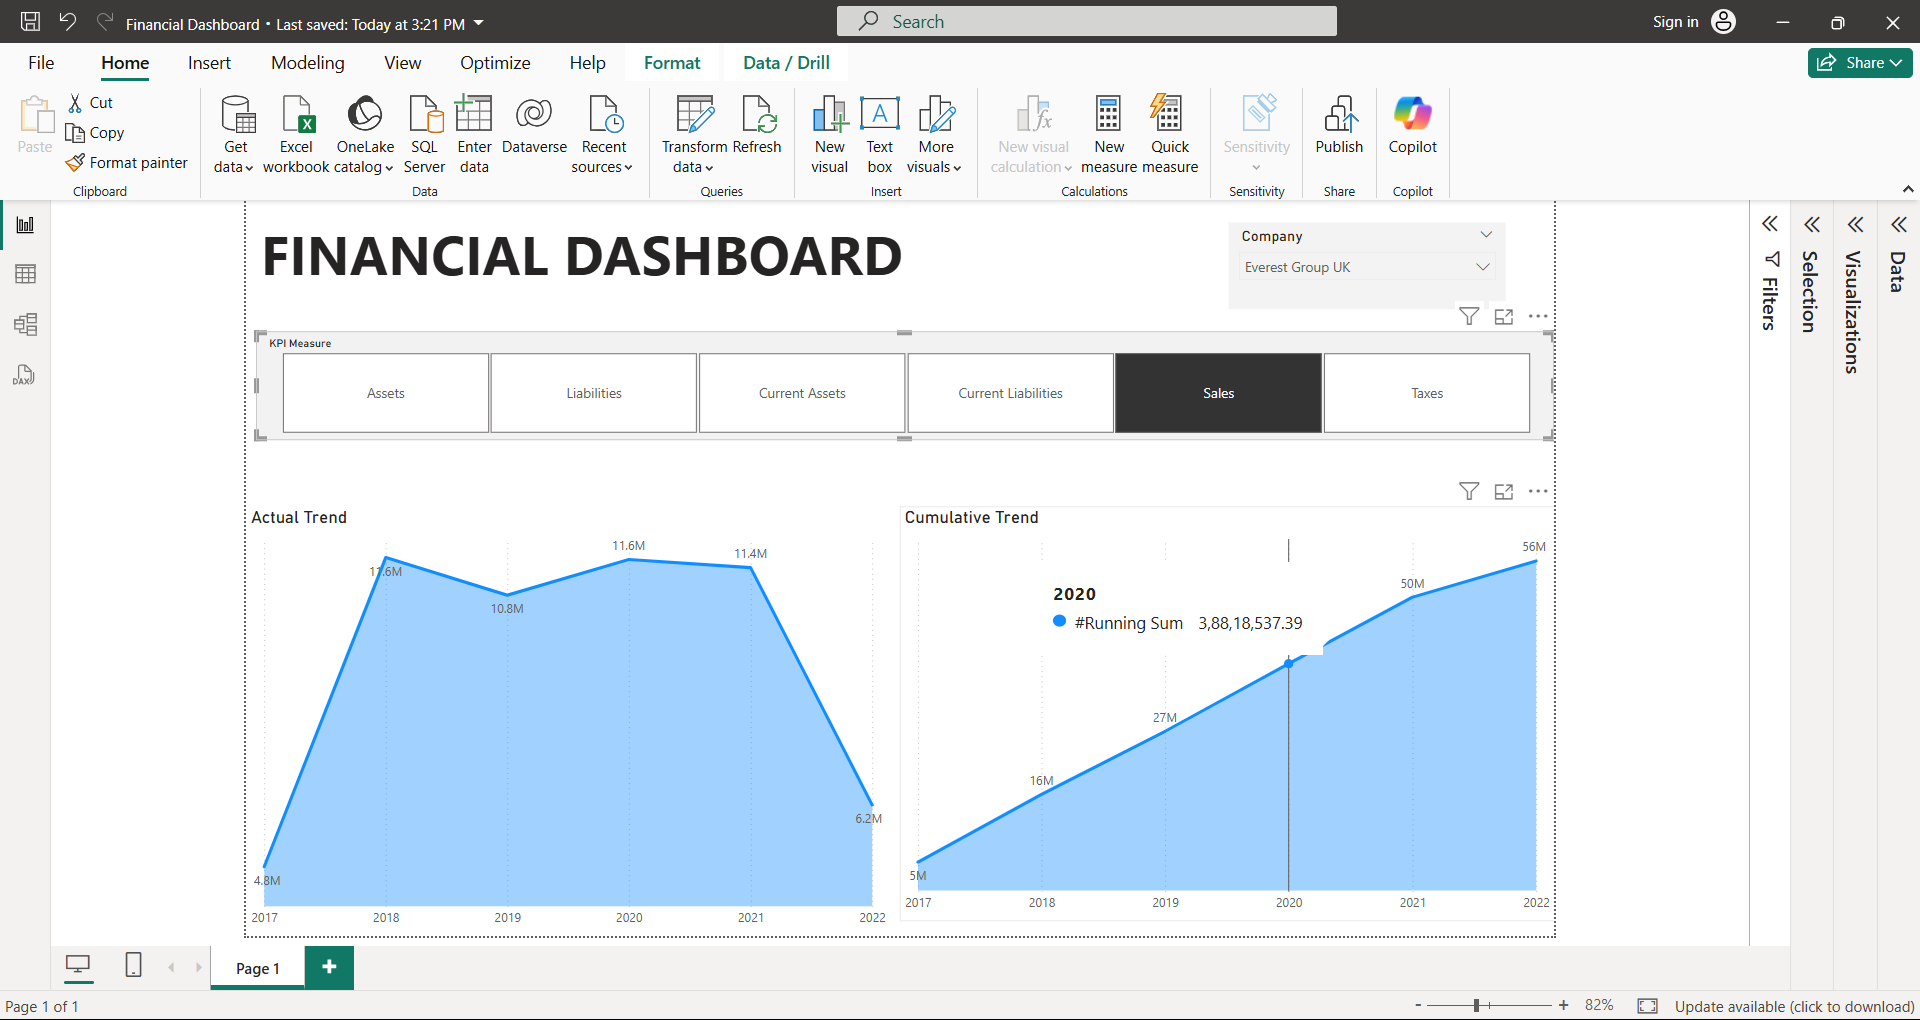 Financial Dashboard • Last saved: Today at 3:21 PM
Search
Sign in
File Home Insert Modeling View Optimize Help Format Data / Drill
Share
Paste
Cut
Copy
Format painter
Clipboard
Get data
Excel workbook
OneLake catalog
SQL Server
Enter data
Dataverse
Recent sources
Data
Transform data
Refresh
Queries
New visual
Text box
More visuals
Insert
New visual calculation
New measure
Quick measure
Calculations
Sensitivity
Sensitivity
Publish
Share
Copilot
Copilot
FINANCIAL DASHBOARD
Company
Everest Group UK
Filters
Selection
Visualizations
Data
KPI Measure
Assets
Liabilities
Current Assets
Current Liabilities
Sales
Taxes
Actual Trend
11.6M
11.6M
11.4M
10.8M
6.2M
4.8M
2017 2018 2019 2020 2021 2022
Cumulative Trend
56M
50M
2020
#Running Sum 3,88,18,537.39
27M
16M
5M
2017 2018 2019 2020 2021 2022
Page 1
+
Page 1 of 1
- + 82%
Update available (click to download)